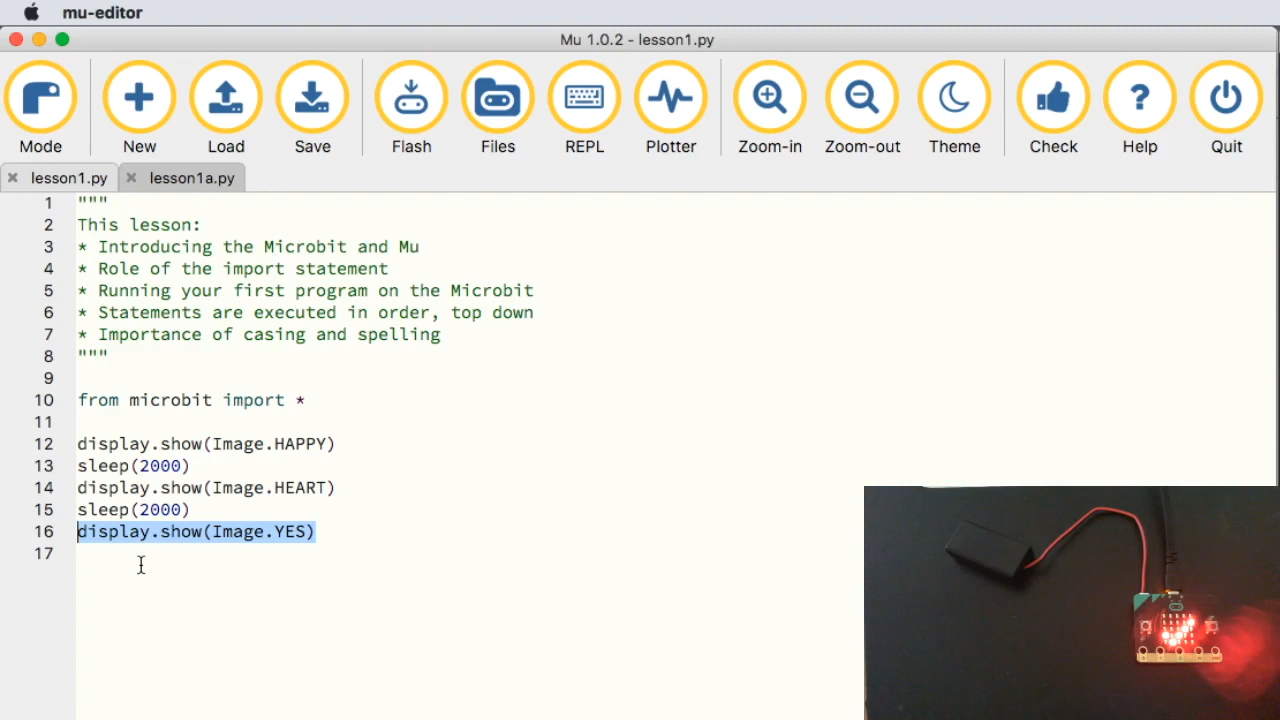 mu-editor
Mu 1.0.2 - lesson1.py
Mode New Load Save Flash Files REPL Plotter Zoom-in Zoom-out Theme Check Help Quit
lesson1.py lesson1a.py
1 """
2 This lesson:
3 * Introducing the Microbit and Mu
4 * Role of the import statement
5 * Running your first program on the Microbit
6 * Statements are executed in order, top down
7 * Importance of casing and spelling
8 """
9
10 from microbit import *
11
12 display.show(Image.HAPPY)
13 sleep(2000)
14 display.show(Image.HEART)
15 sleep(2000)
16 display.show(Image.YES)
17